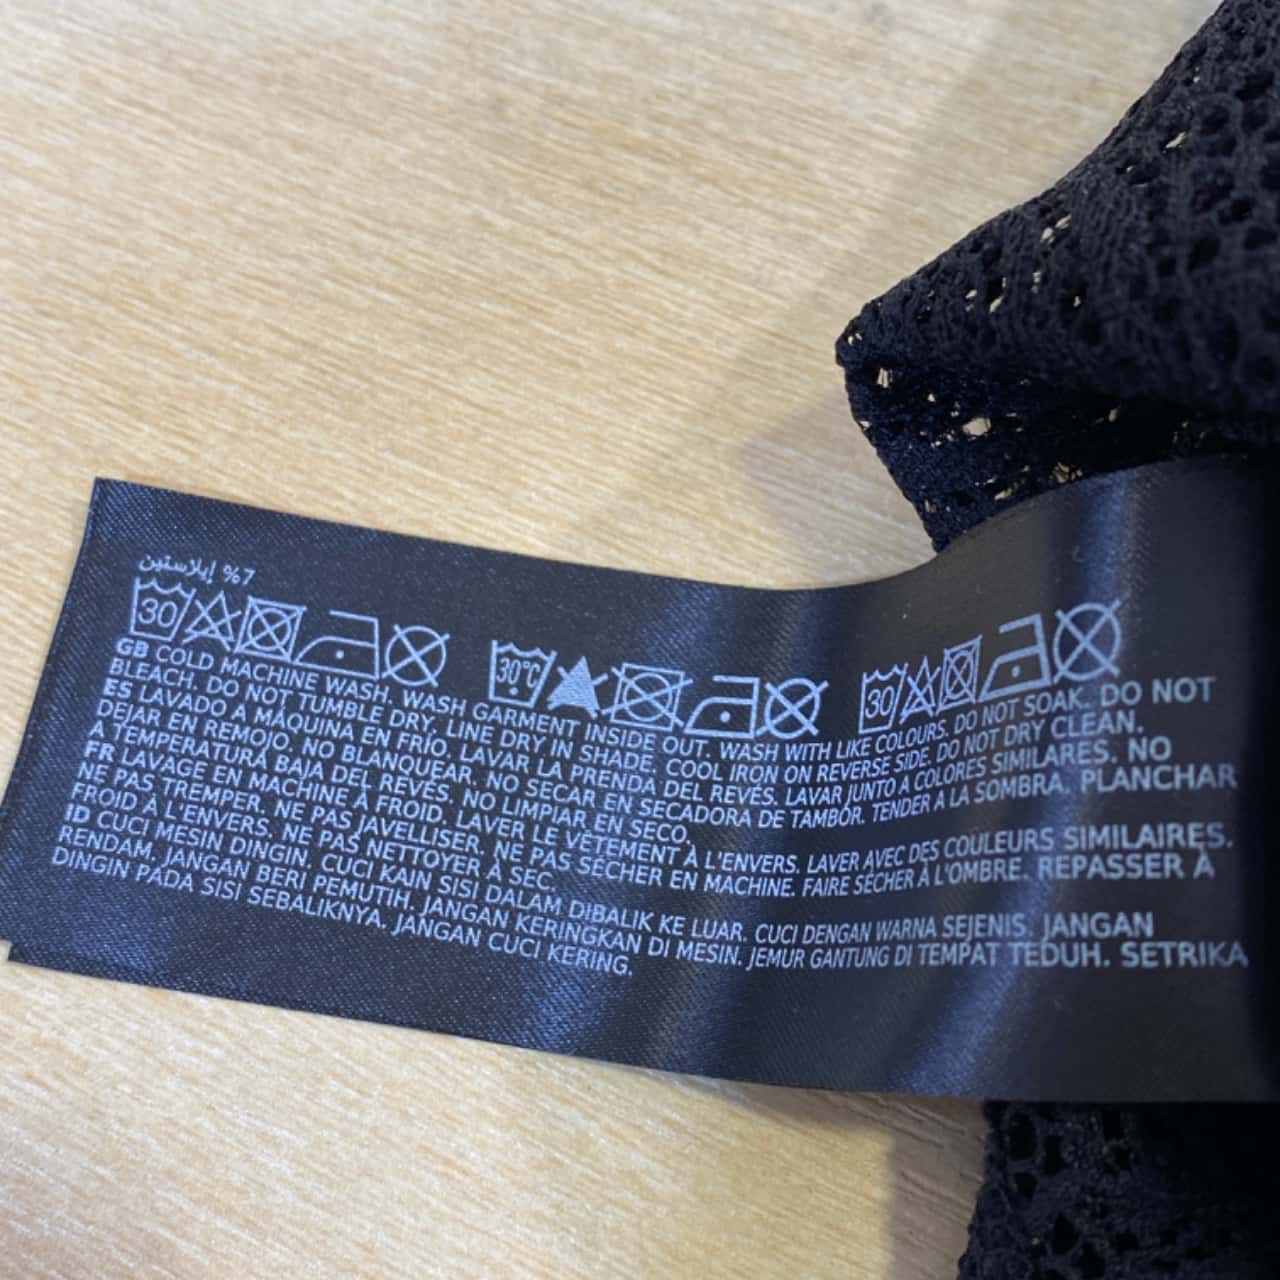 7% إيلاستين
30 30°C 30
GB COLD MACHINE WASH, WASH GARMENT INSIDE OUT. WASH WITH LIKE COLOURS. DO NOT SOAK. DO NOT
BLEACH. DO NOT TUMBLE DRY, LINE DRY IN SHADE. COOL IRON ON REVERSE SIDE. DO NOT DRY CLEAN.
ES LAVADO A MÁQUINA EN FRÍO. LAVAR LA PRENDA DEL REVÉS. LAVAR JUNTO A COLORES SIMILARES. NO
DEJAR EN REMOJO. NO BLANQUEAR. NO SECAR EN SECADORA DE TAMBOR. TENDER A LA SOMBRA. PLANCHAR
A TEMPERATURA BAJA DEL REVÉS. NO LIMPIAR EN SECO.
FR LAVAGE EN MACHINE À FROID. LAVER LE VÊTEMENT À L'ENVERS. LAVER AVEC DES COULEURS SIMILAIRES.
NE PAS TREMPER. NE PAS JAVELLISER. NE PAS SÉCHER EN MACHINE. FAIRE SÉCHER À L'OMBRE. REPASSER À
FROID À L'ENVERS. NE PAS NETTOYER À SEC.
ID CUCI MESIN DINGIN. CUCI KAIN SISI DALAM DIBALIK KE LUAR. CUCI DENGAN WARNA SEJENIS. JANGAN
RENDAM. JANGAN BERI PEMUTIH. JANGAN KERINGKAN DI MESIN. JEMUR GANTUNG DI TEMPAT TEDUH. SETRIKA
DINGIN PADA SISI SEBALIKNYA. JANGAN CUCI KERING.